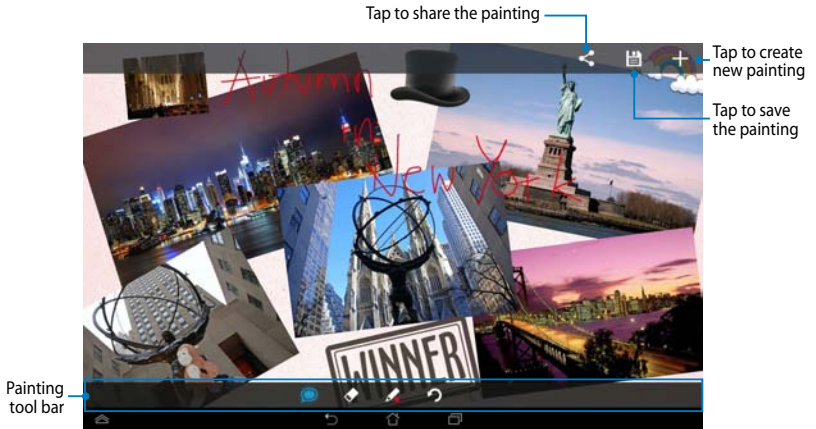 Tap to share the painting
Tap to create
new painting
Tap to save
the painting
Autumn
in
New York
WINNER
Painting
tool bar